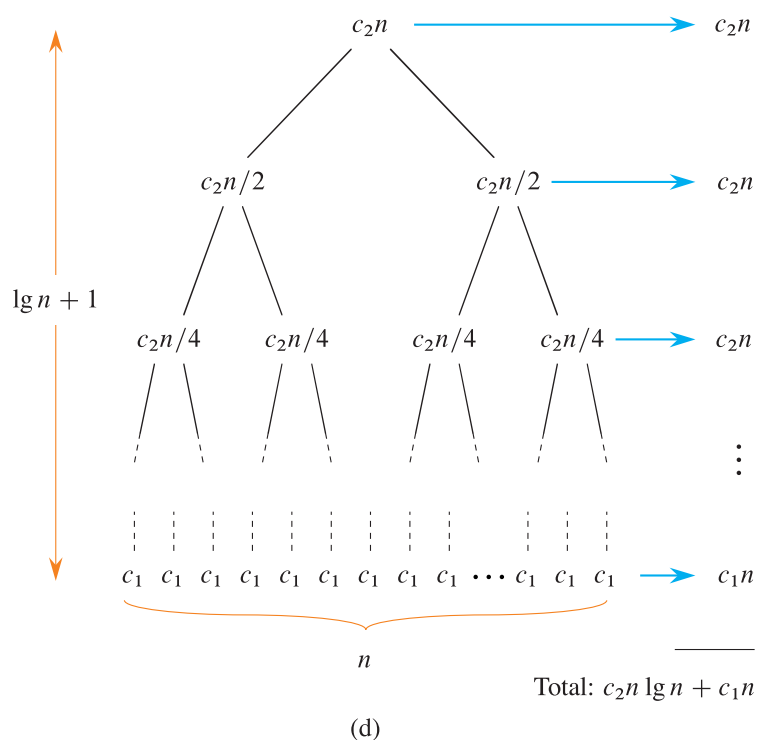 c₂n c₂n
c₂n/2 c₂n/2 c₂n
lg n + 1
c₂n/4 c₂n/4 c₂n/4 c₂n/4 c₂n
⋮
c₁ c₁ c₁ c₁ c₁ c₁ c₁ c₁ c₁ ⋯ c₁ c₁ c₁ c₁n
n
Total: c₂n lg n + c₁n
(d)